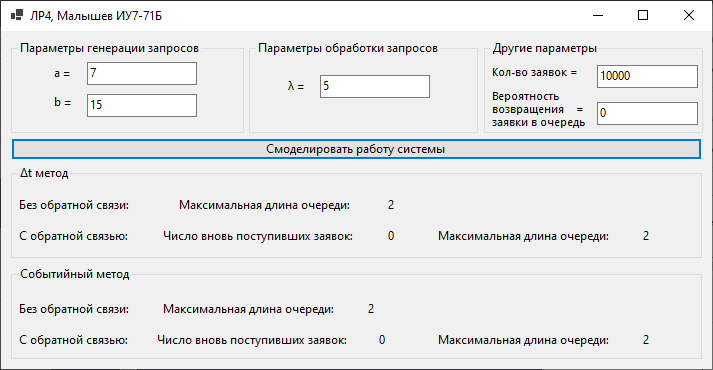 ЛР4, Малышев ИУ7-71Б
Параметры генерации запросов
a =
7
b =
15
Параметры обработки запросов
λ =
5
Другие параметры
Кол-во заявок =
10000
Вероятность
возвращения =
заявки в очередь
0
Смоделировать работу системы
Δt метод
Без обратной связи: Максимальная длина очереди: 2
С обратной связью: Число вновь поступивших заявок: 0 Максимальная длина очереди: 2
Событийный метод
Без обратной связи: Максимальная длина очереди: 2
С обратной связью: Число вновь поступивших заявок: 0 Максимальная длина очереди: 2